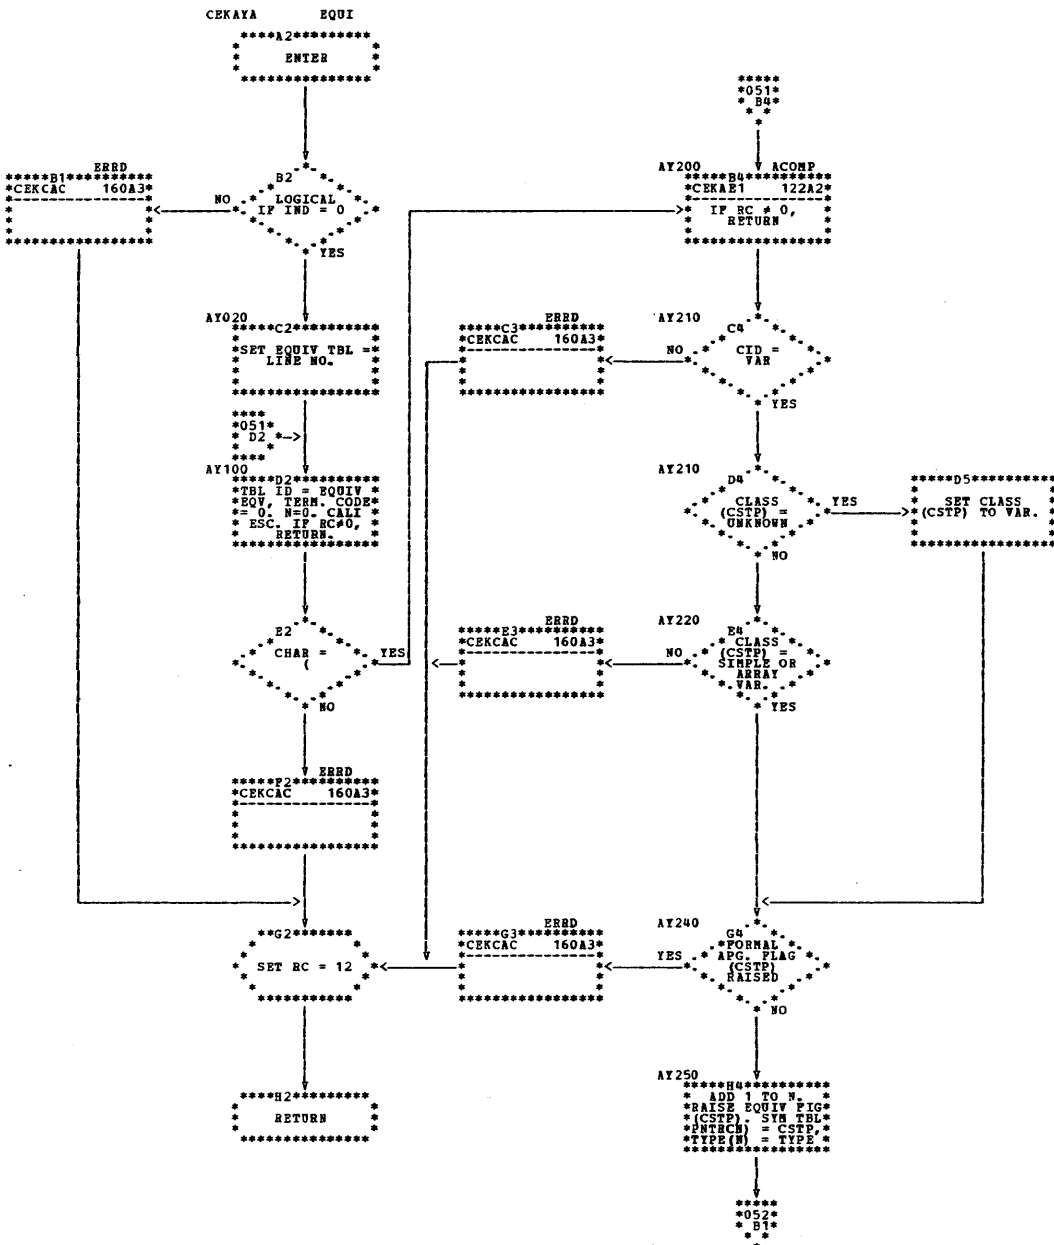 CEKAYA EQUI
A2
ENTER
051
B4
ERRD
B1
CEKCAC 160A3
B2
LOGICAL
IF IND = 0
NO
YES
AY200 ACOMP
B4
CEKAE1 122A2
IF RC ≠ 0,
RETURN
AY020
C2
SET EQUIV TBL =
LINE NO.
ERRD
C3
CEKCAC 160A3
AY210
C4
CID =
VAR
NO
YES
051
D2
AY100
D2
TBL ID = EQUIV
EQV, TERM. CODE
= 0. N=0. CALL
ESC. IF RC≠0,
RETURN.
AY210
D4
CLASS
(CSTP) =
UNKNOWN
YES
NO
D5
SET CLASS
(CSTP) TO VAR.
E2
CHAR =
(
YES
NO
ERRD
E3
CEKCAC 160A3
AY220
E4
CLASS
(CSTP) =
SIMPLE OR
ARRAY
VAR.
NO
YES
ERRD
F2
CEKCAC 160A3
G2
SET RC = 12
ERRD
G3
CEKCAC 160A3
AY240
G4
FORMAL
APG. FLAG
(CSTP)
RAISED
YES
NO
H2
RETURN
AY250
H4
ADD 1 TO N.
RAISE EQUIV FIG
(CSTP). SYM TBL
PNTRCN) = CSTP,
TYPE(N) = TYPE
052
B1